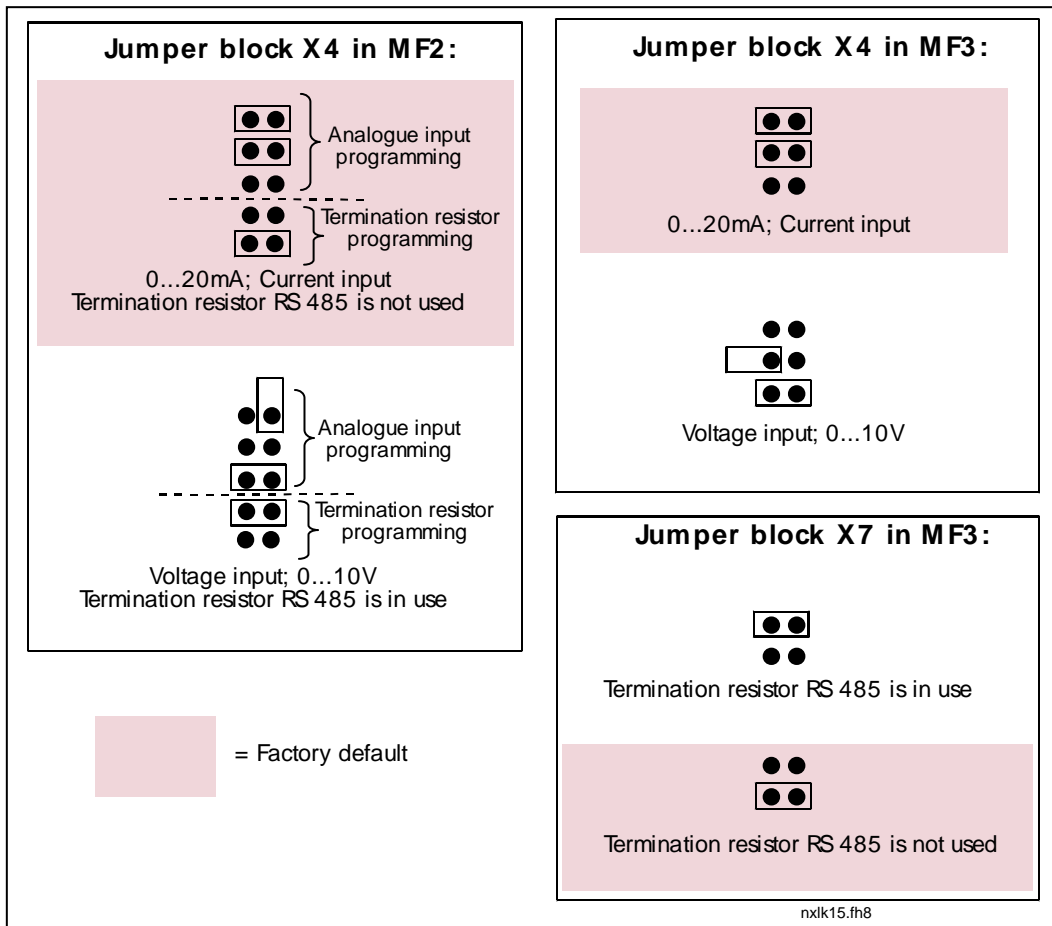 Jumper block X4 in MF2:
Analogue input
programming
Termination resistor
programming
0...20mA; Current input
Termination resistor RS 485 is not used
Analogue input
programming
Termination resistor
programming
Voltage input; 0...10V
Termination resistor RS 485 is in use
= Factory default
Jumper block X4 in MF3:
0...20mA; Current input
Voltage input; 0...10V
Jumper block X7 in MF3:
Termination resistor RS 485 is in use
Termination resistor RS 485 is not used
nxlk15.fh8